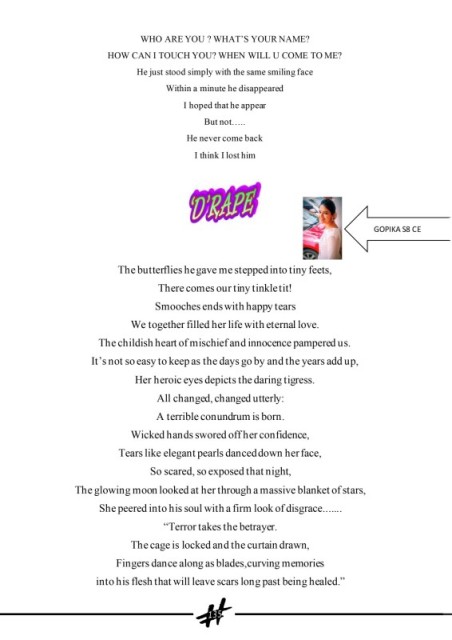 WHO ARE YOU ? WHAT'S YOUR NAME?
HOW CAN I TOUCH YOU? WHEN WILL U COME TO ME?
He just stood simply with the same smiling face
Within a minute he disappeared
I hoped that he appear
But not…..
He never come back
I think I lost him
'D'RAPE'
GOPIKA S8 CE
The butterflies he gave me stepped into tiny feets,
There comes our tiny tinkle tit!
Smooches ends with happy tears
We together filled her life with eternal love.
The childish heart of mischief and innocence pampered us.
It's not so easy to keep as the days go by and the years add up,
Her heroic eyes depicts the daring tigress.
All changed, changed utterly:
A terrible conundrum is born.
Wicked hands swored off her confidence,
Tears like elegant pearls danced down her face,
So scared, so exposed that night,
The glowing moon looked at her through a massive blanket of stars,
She peered into his soul with a firm look of disgrace…....
“Terror takes the betrayer.
The cage is locked and the curtain drawn,
Fingers dance along as blades,curving memories
into his flesh that will leave scars long past being healed.”